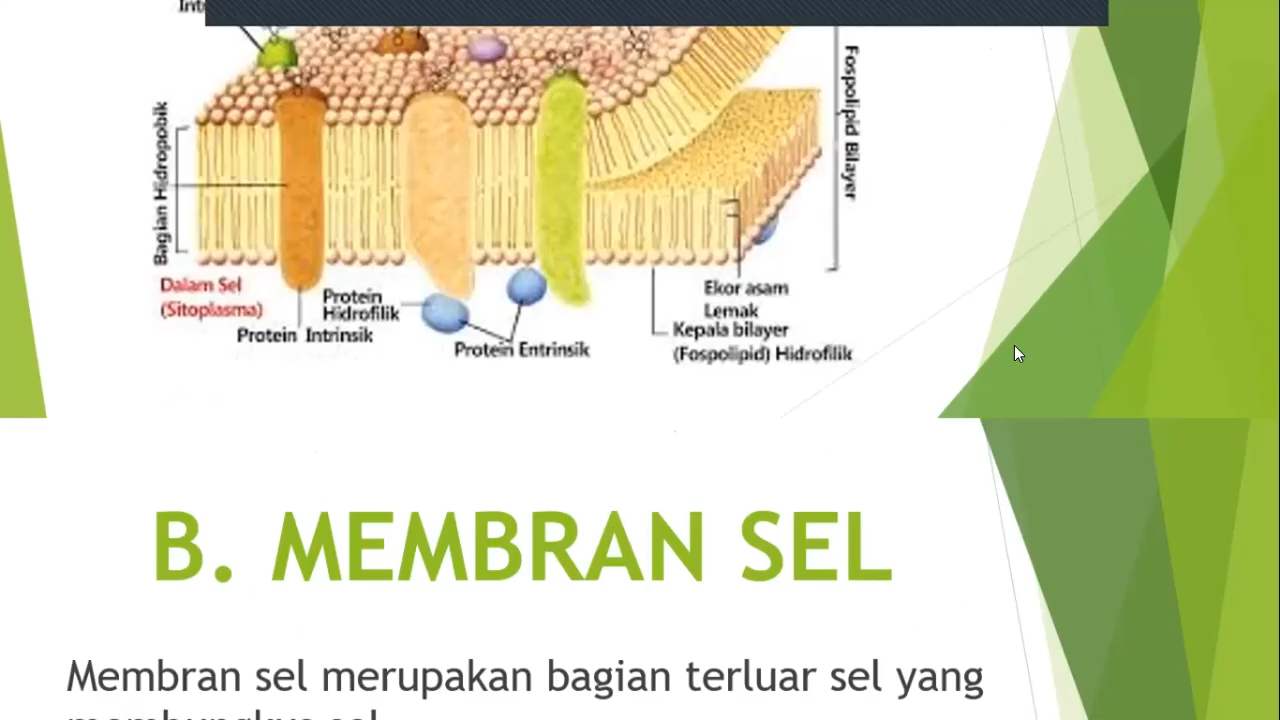 Bagian Hidropobik
Fospolipid Bilayer
Dalam Sel
(Sitoplasma)
Protein
Hidrofilik
Protein Intrinsik
Protein Entrinsik
Ekor asam
Lemak
Kepala bilayer
(Fospolipid) Hidrofilik
B. MEMBRAN SEL
Membran sel merupakan bagian terluar sel yang